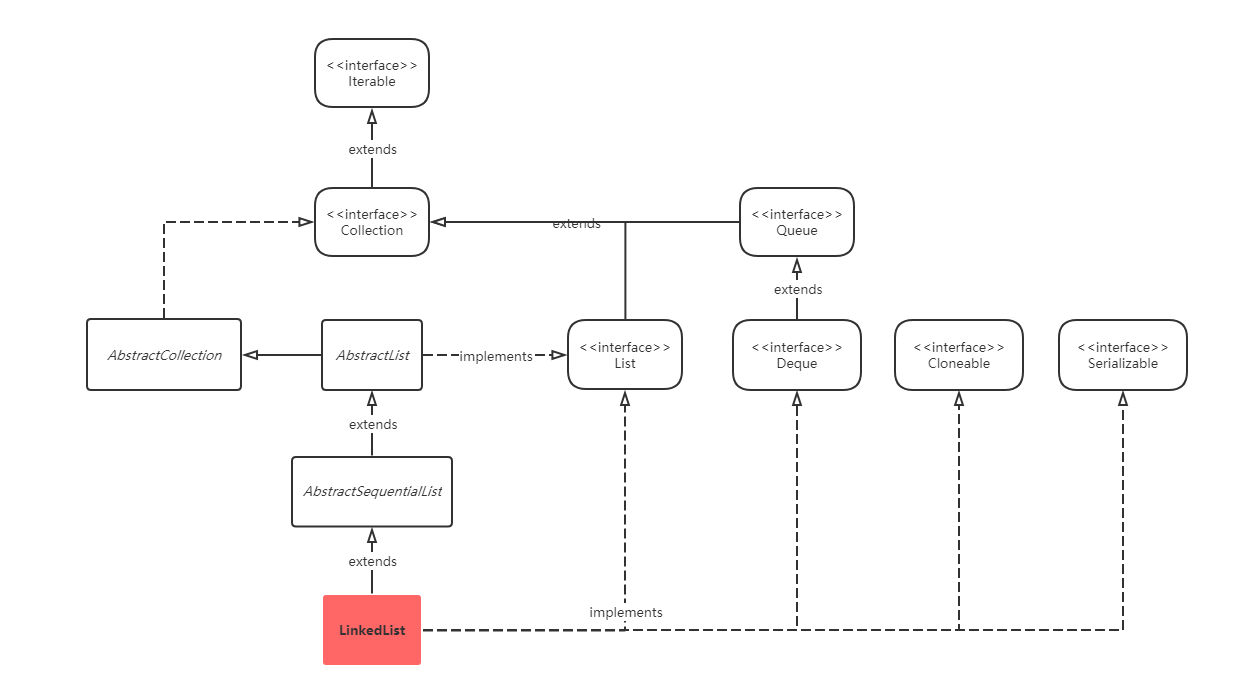 <<interface>>
Iterable
extends
<<interface>>
Collection
extends
<<interface>>
Queue
extends
AbstractCollection
AbstractList
implements
<<interface>>
List
<<interface>>
Deque
<<interface>>
Cloneable
<<interface>>
Serializable
extends
AbstractSequentialList
extends
implements
LinkedList